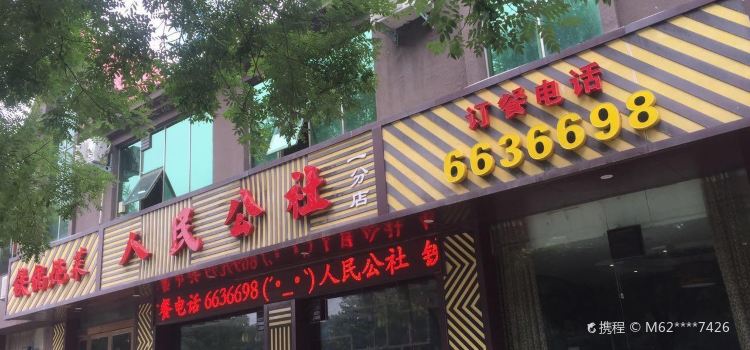 人民公社
一分店
订餐电话
6636698
餐电话 6636698(´•_•`)人民公社
携程 © M62****7426